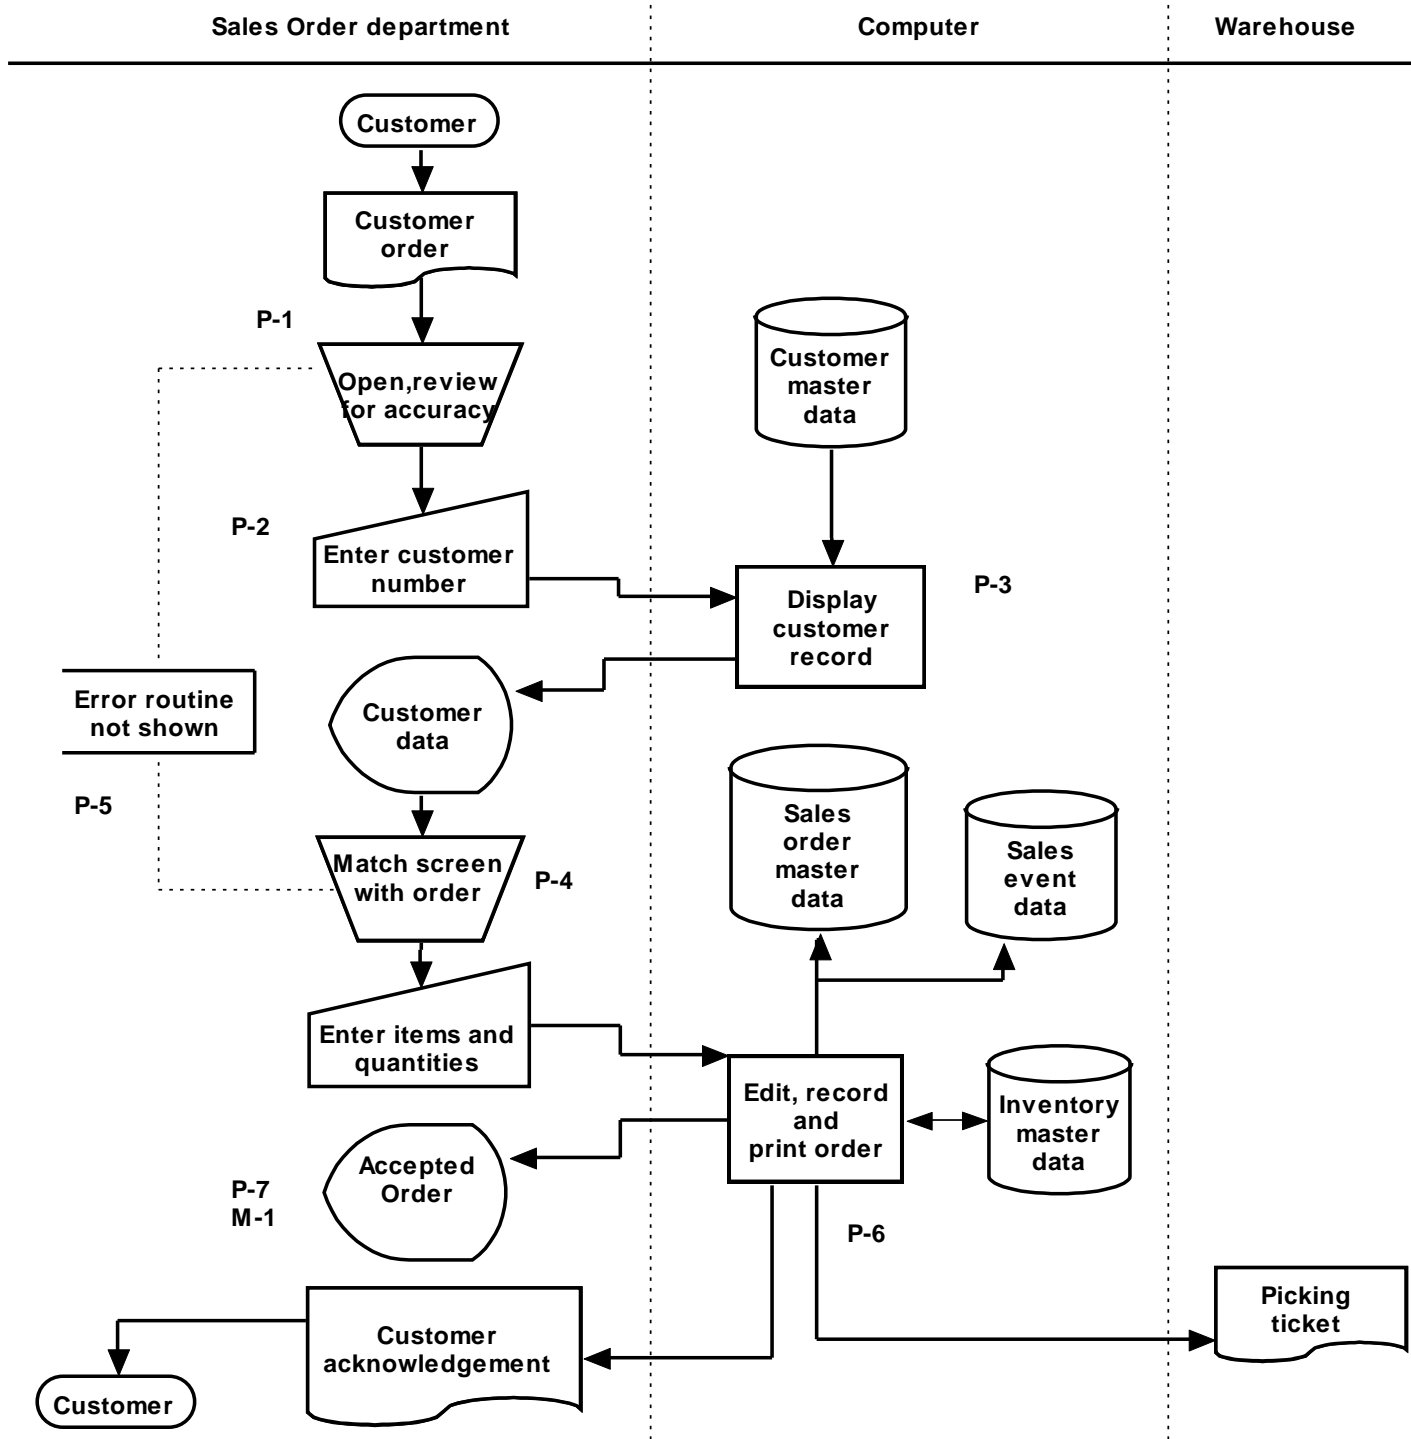 Sales Order department
Computer
Warehouse
Customer
Customer
order
P-1
Open,review
for accuracy
Customer
master
data
P-2
Enter customer
number
Display
customer
record
P-3
Error routine
not shown
Customer
data
P-5
Match screen
with order
P-4
Sales
order
master
data
Sales
event
data
Enter items and
quantities
Edit, record
and
print order
Inventory
master
data
Accepted
Order
P-7
M-1
P-6
Customer
acknowledgement
Picking
ticket
Customer